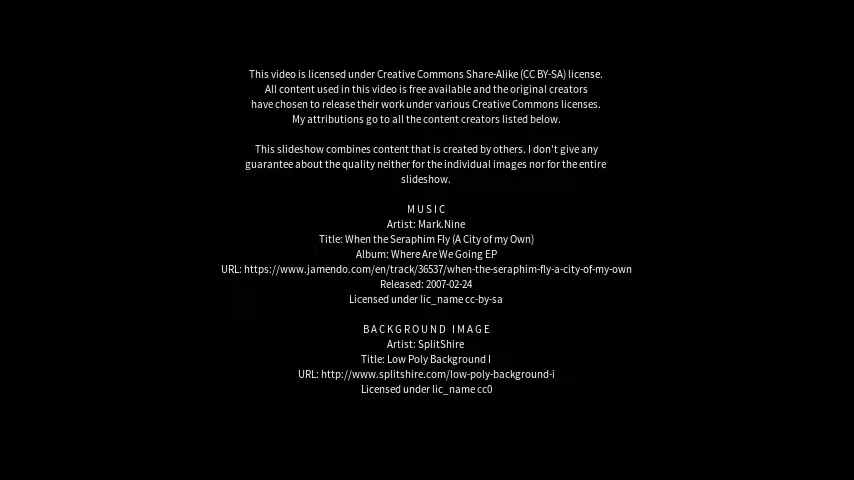 This video is licensed under Creative Commons Share-Alike (CC BY-SA) license.
All content used in this video is free available and the original creators
have chosen to release their work under various Creative Commons licenses.
My attributions go to all the content creators listed below.
This slideshow combines content that is created by others. I don't give any
guarantee about the quality neither for the individual images nor for the entire
slideshow.
MUSIC
Artist: Mark.Nine
Title: When the Seraphim Fly (A City of my Own)
Album: Where Are We Going EP
URL: https://www.jamendo.com/en/track/36537/when-the-seraphim-fly-a-city-of-my-own
Released: 2007-02-24
Licensed under lic_name cc-by-sa
BACKGROUND IMAGE
Artist: SplitShire
Title: Low Poly Background I
URL: http://www.splitshire.com/low-poly-background-i
Licensed under lic_name cc0